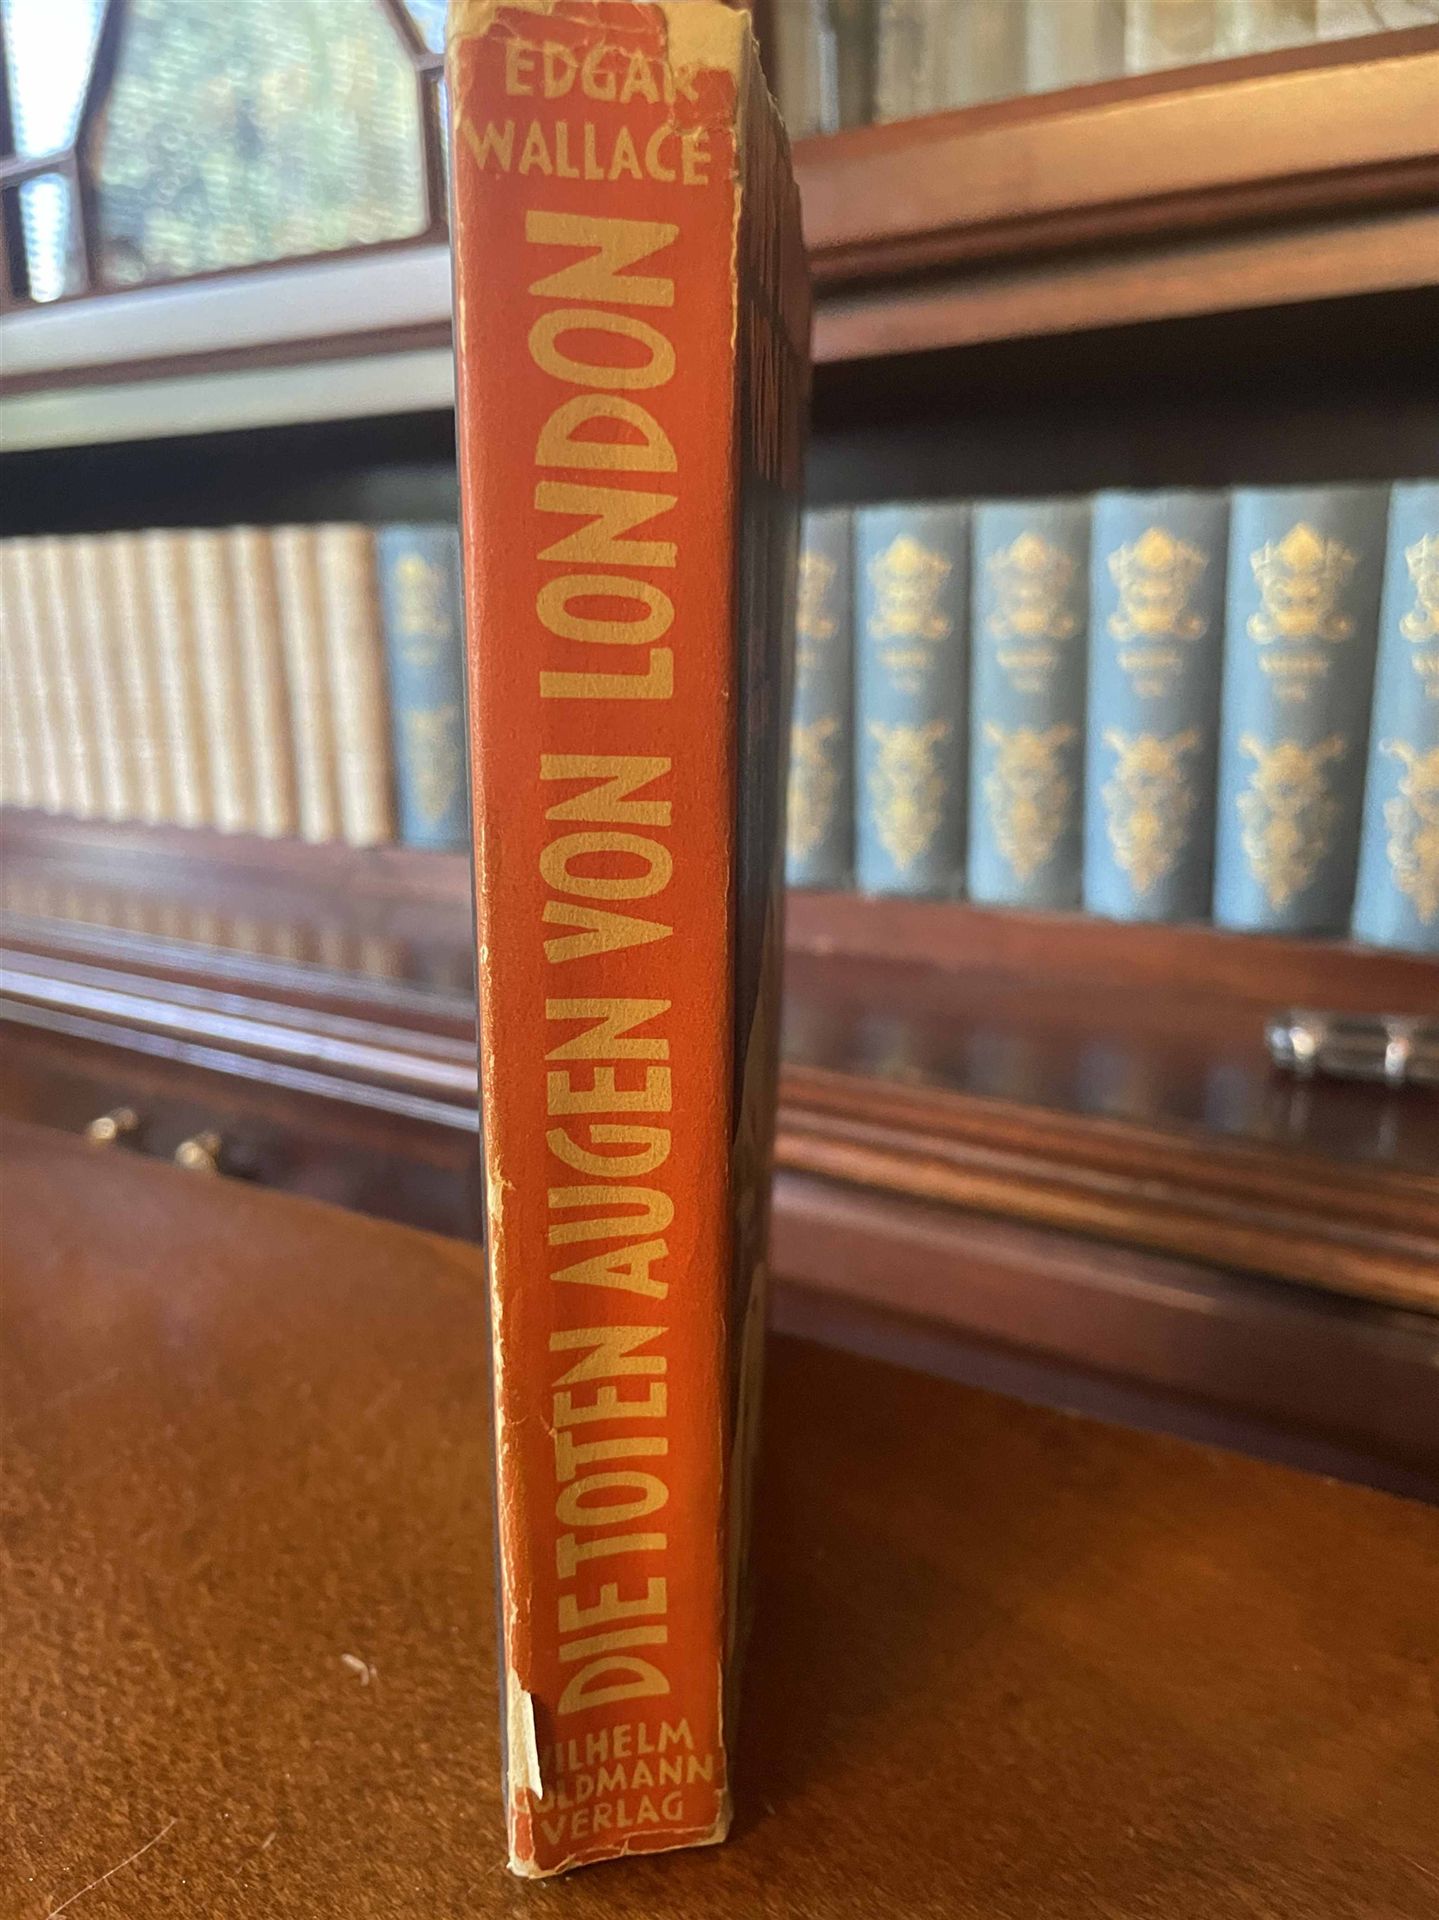 EDGAR
WALLACE
DIE TOTEN AUGEN VON LONDON
WILHELM
GOLDMANN
VERLAG